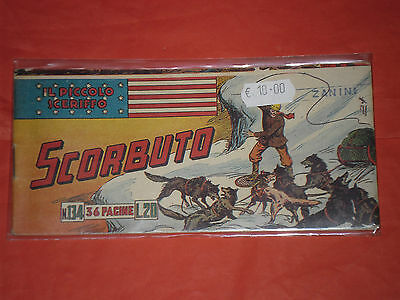 IL PICCOLO
SCERIFFO
€ 10.00
ZANINI
SCORBUTO
N.134 36 PAGINE L.20